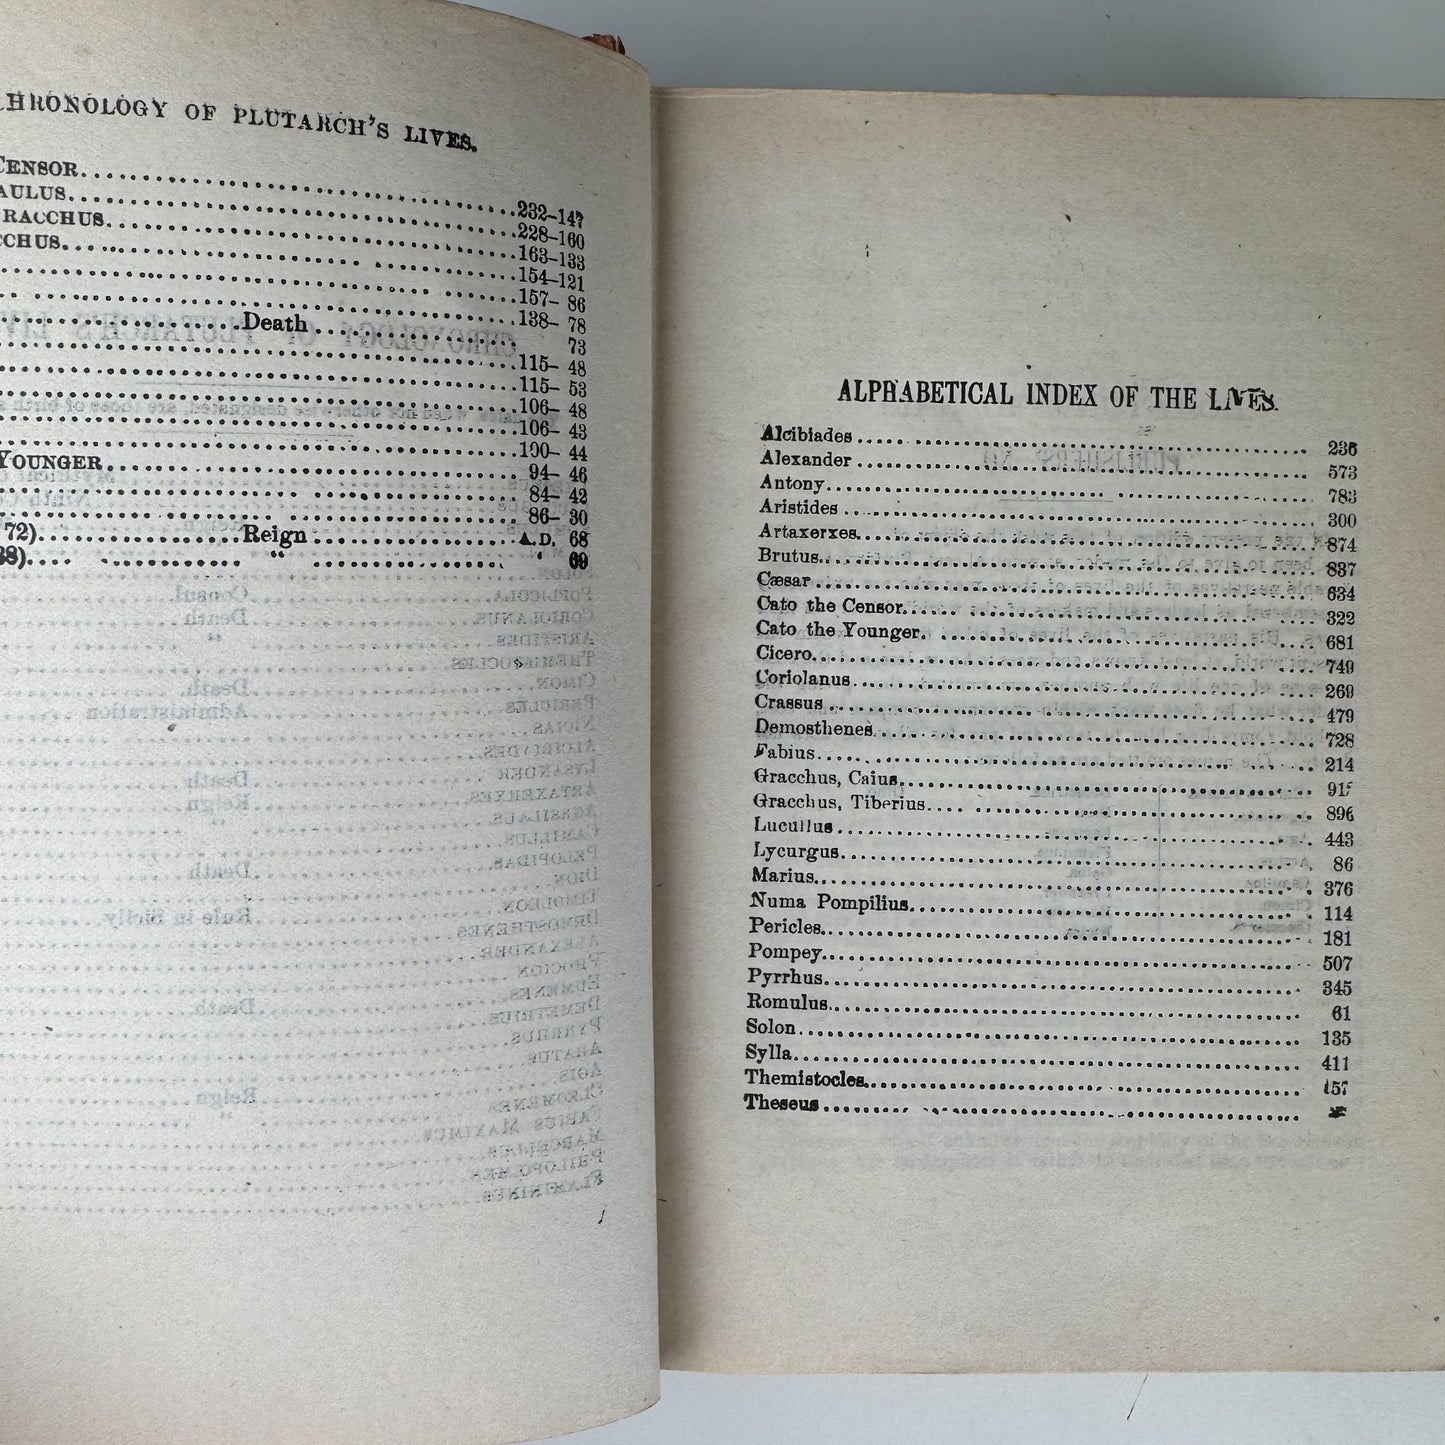 CHRONOLOGY OF PLUTARCH'S LIVES.
CENSOR.......... 232-147
AULUS.......... 228-160
RACCHUS.......... 163-133
CCHUS.......... 154-121
.......... 157- 86
.......... 138- 78
..........Death .......... 73
.......... 115- 48
.......... 115- 53
.......... 106- 48
.......... 106- 43
.......... 100- 44
YOUNGER.......... 94- 46
.......... 84- 42
.......... 86- 30
72)..........Reign .......... A.D. 68
38).......... “ .......... ‘ 69
ALPHABETICAL INDEX OF THE LIVES.
Alcibiades.......... 236
Alexander.......... 573
Antony.......... 783
Aristides.......... 300
Artaxerxes.......... 874
Brutus.......... 837
Cæsar.......... 634
Cato the Censor.......... 322
Cato the Younger.......... 681
Cicero.......... 749
Coriolanus.......... 269
Crassus.......... 479
Demosthenes.......... 728
Fabius.......... 214
Gracchus, Caius.......... 915
Gracchus, Tiberius.......... 896
Lucullus.......... 443
Lycurgus.......... 86
Marius.......... 376
Numa Pompilius.......... 114
Pericles.......... 181
Pompey.......... 507
Pyrrhus.......... 345
Romulus.......... 61
Solon.......... 135
Sylla.......... 411
Themistocles.......... 157
Theseus..........